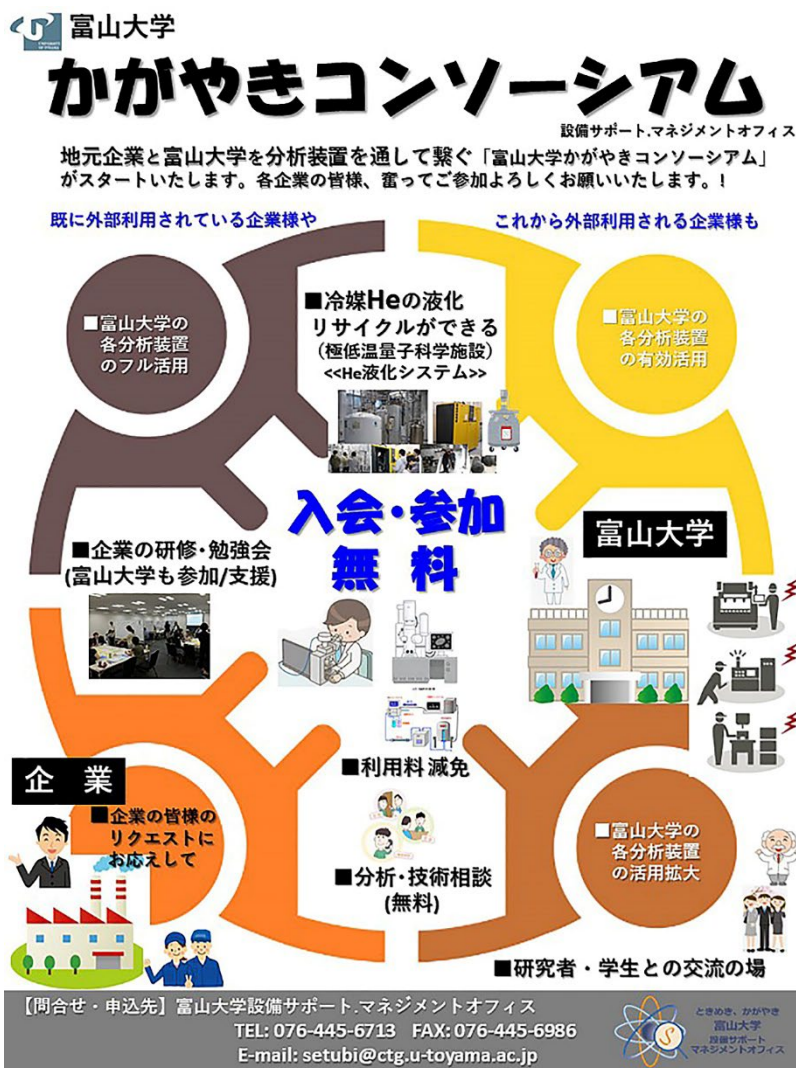 富山大学
かがやきコンソーシアム
設備サポート.マネジメントオフィス
地元企業と富山大学を分析装置を通して繋ぐ「富山大学かがやきコンソーシアム」
がスタートいたします。各企業の皆様、奮ってご参加よろしくお願いいたします。!
既に外部利用されている企業様や
これから外部利用される企業様も
■富山大学の
各分析装置
のフル活用
■冷媒Heの液化
リサイクルができる
(極低温量子科学施設)
<<He液化システム>>
■富山大学の
各分析装置
の有効活用
入会・参加
無料
■企業の研修・勉強会
(富山大学も参加/支援)
富山大学
■利用料 減免
企業
■企業の皆様の
リクエストに
お応えして
■分析・技術相談
(無料)
■富山大学の
各分析装置
の活用拡大
■研究者・学生との交流の場
【問合せ・申込先】富山大学設備サポート.マネジメントオフィス
TEL: 076-445-6713 FAX: 076-445-6986
E-mail: setubi@ctg.u-toyama.ac.jp
ときめき、かがやき
富山大学
設備サポート
マネジメントオフィス